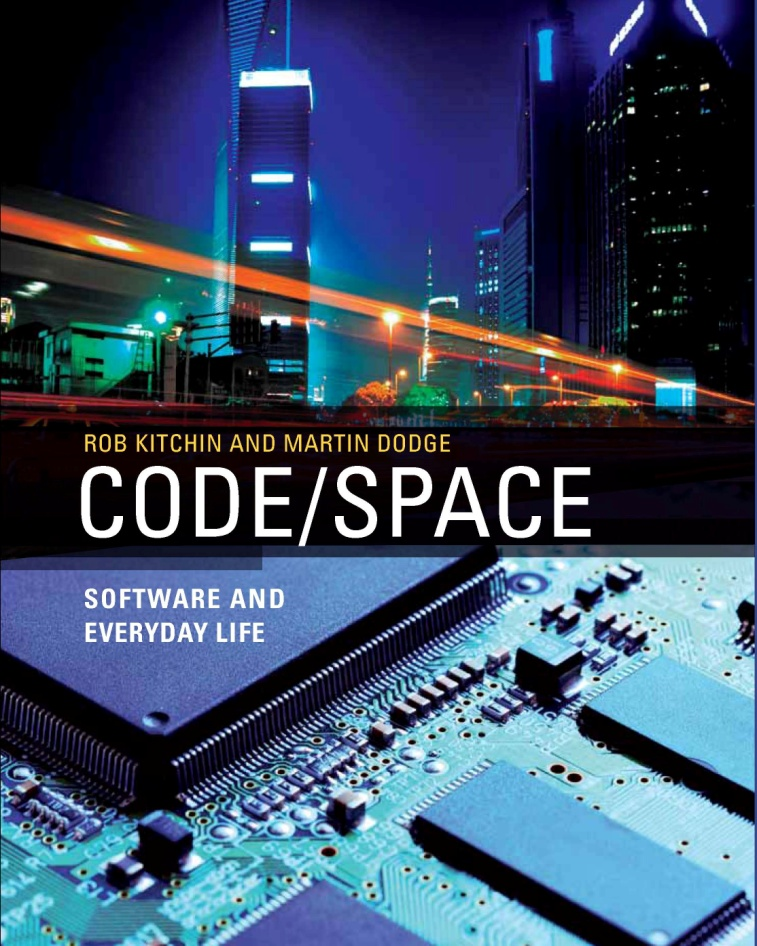 ROB KITCHIN AND MARTIN DODGE
CODE/SPACE
SOFTWARE AND
EVERYDAY LIFE